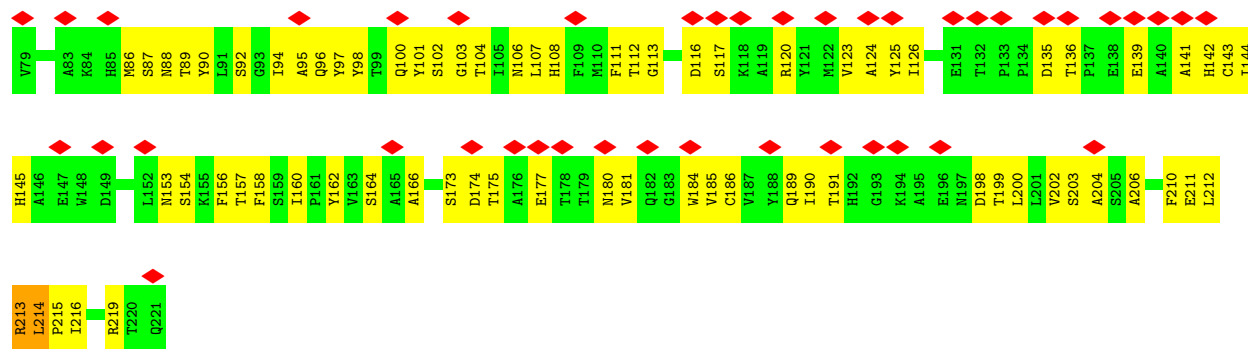 V79 A83 K84 H85 M86 S87 N88 T89 Y90 L91 S92 G93 I94 A95 Q96 Y97 Y98 T99 Q100 Y101 S102 G103 T104 I105 N106 L107 H108 F109 M110 F111 T112 G113 D116 S117 K118 A119 R120 Y121 M122 V123 A124 Y125 I126 E131 T132 P133 P134 D135 T136 P137 E138 E139 A140 A141 H142 C143 I144
H145 A146 E147 W148 D149 L152 N153 S154 K155 F156 T157 F158 S159 I160 P161 Y162 V163 S164 A165 A166 S173 D174 T175 A176 E177 T178 T179 N180 V181 Q182 G183 W184 V185 C186 V187 Y188 Q189 I190 T191 H192 G193 K194 A195 E196 N197 D198 T199 L200 L201 V202 S203 A204 S205 A206 F210 E211 L212
R213 L214 P215 I216 R219 T220 Q221